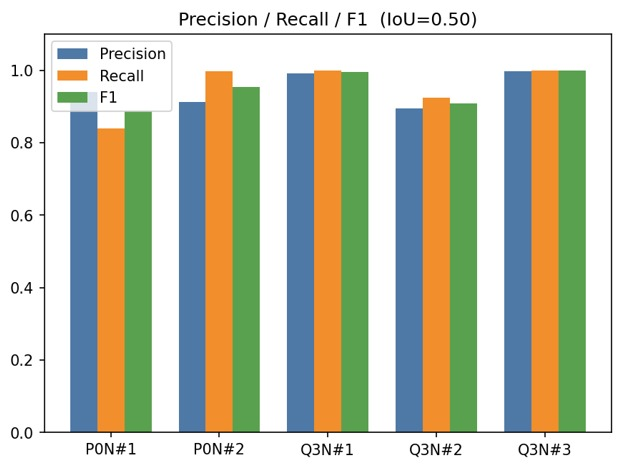 Precision / Recall / F1 (IoU=0.50)
Precision
Recall
F1
1.0
0.8
0.6
0.4
0.2
0.0
P0N#1 P0N#2 Q3N#1 Q3N#2 Q3N#3